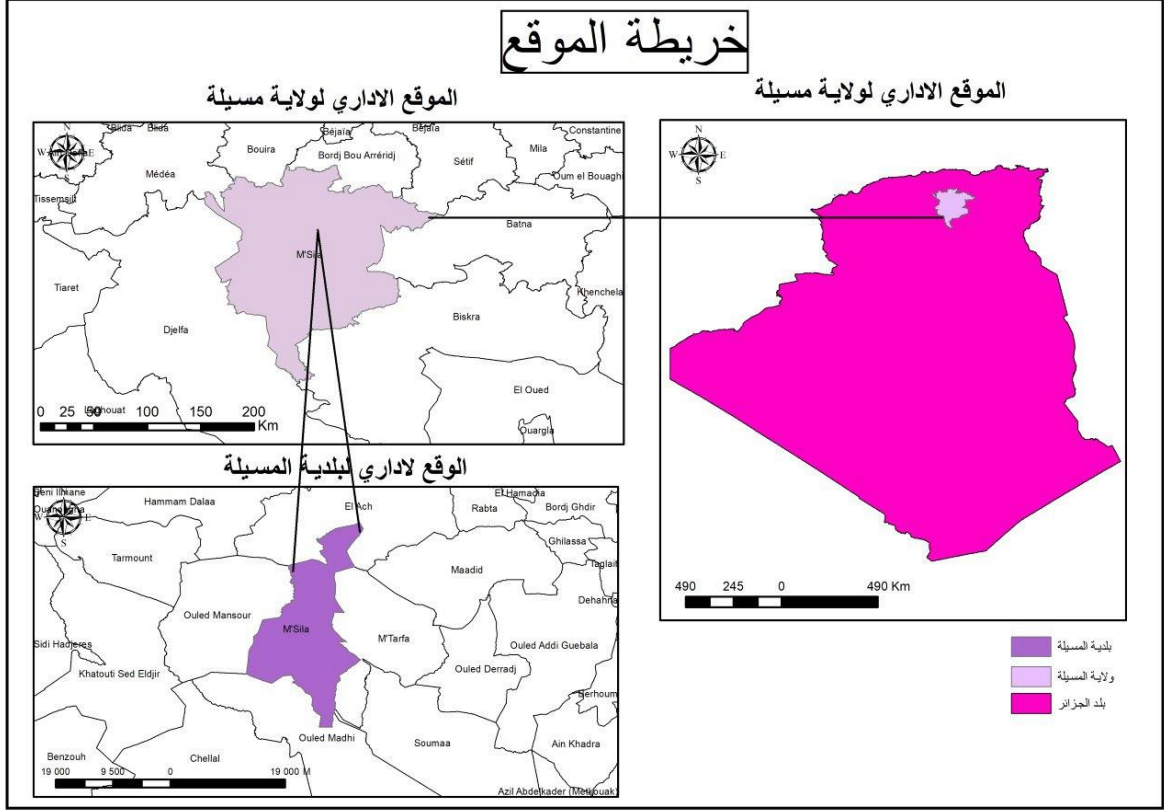 خريطة الموقع
الموقع الاداري لولاية مسيلة
الموقع الاداري لولاية مسيلة
Blida Blida Béjaïa Béjaïa Constantine
N
Bouira Bordj Bou Arréridj Mila
W E Sétif
S Médéa Oum el Bouaghi
Tissemsilt
Batna
M'Sila
Tiaret Khenchela
Djelfa Biskra
El Oued
Laghouat
0 25 50 100 150 200
Km
Ouargla
N
W E
S
490 245 0 490 Km
الوقع لاداري لبلدية المسيلة
Beni Ilmane Hammam Dalaa El Ach El Hamadia
Rabta Bordj Ghdir
Ouanougha
W E
S
Ghilassa
Tarmount Maadid Taglait
Dehahna
Ouled Mansour
M'Sila M'Tarfa
Sidi Hadjeres Ouled Addi Guebala
Khatouti Sed Eldjir Ouled Derradj
Berhoum
Ouled Madhi Soumaa Ain Khadra
Benzouh Chellal
19 000 9 500 0 19 000 M
Azil Abdelkader (Metkouak)
بلدية المسيلة
ولاية المسيلة
بلد الجزائر